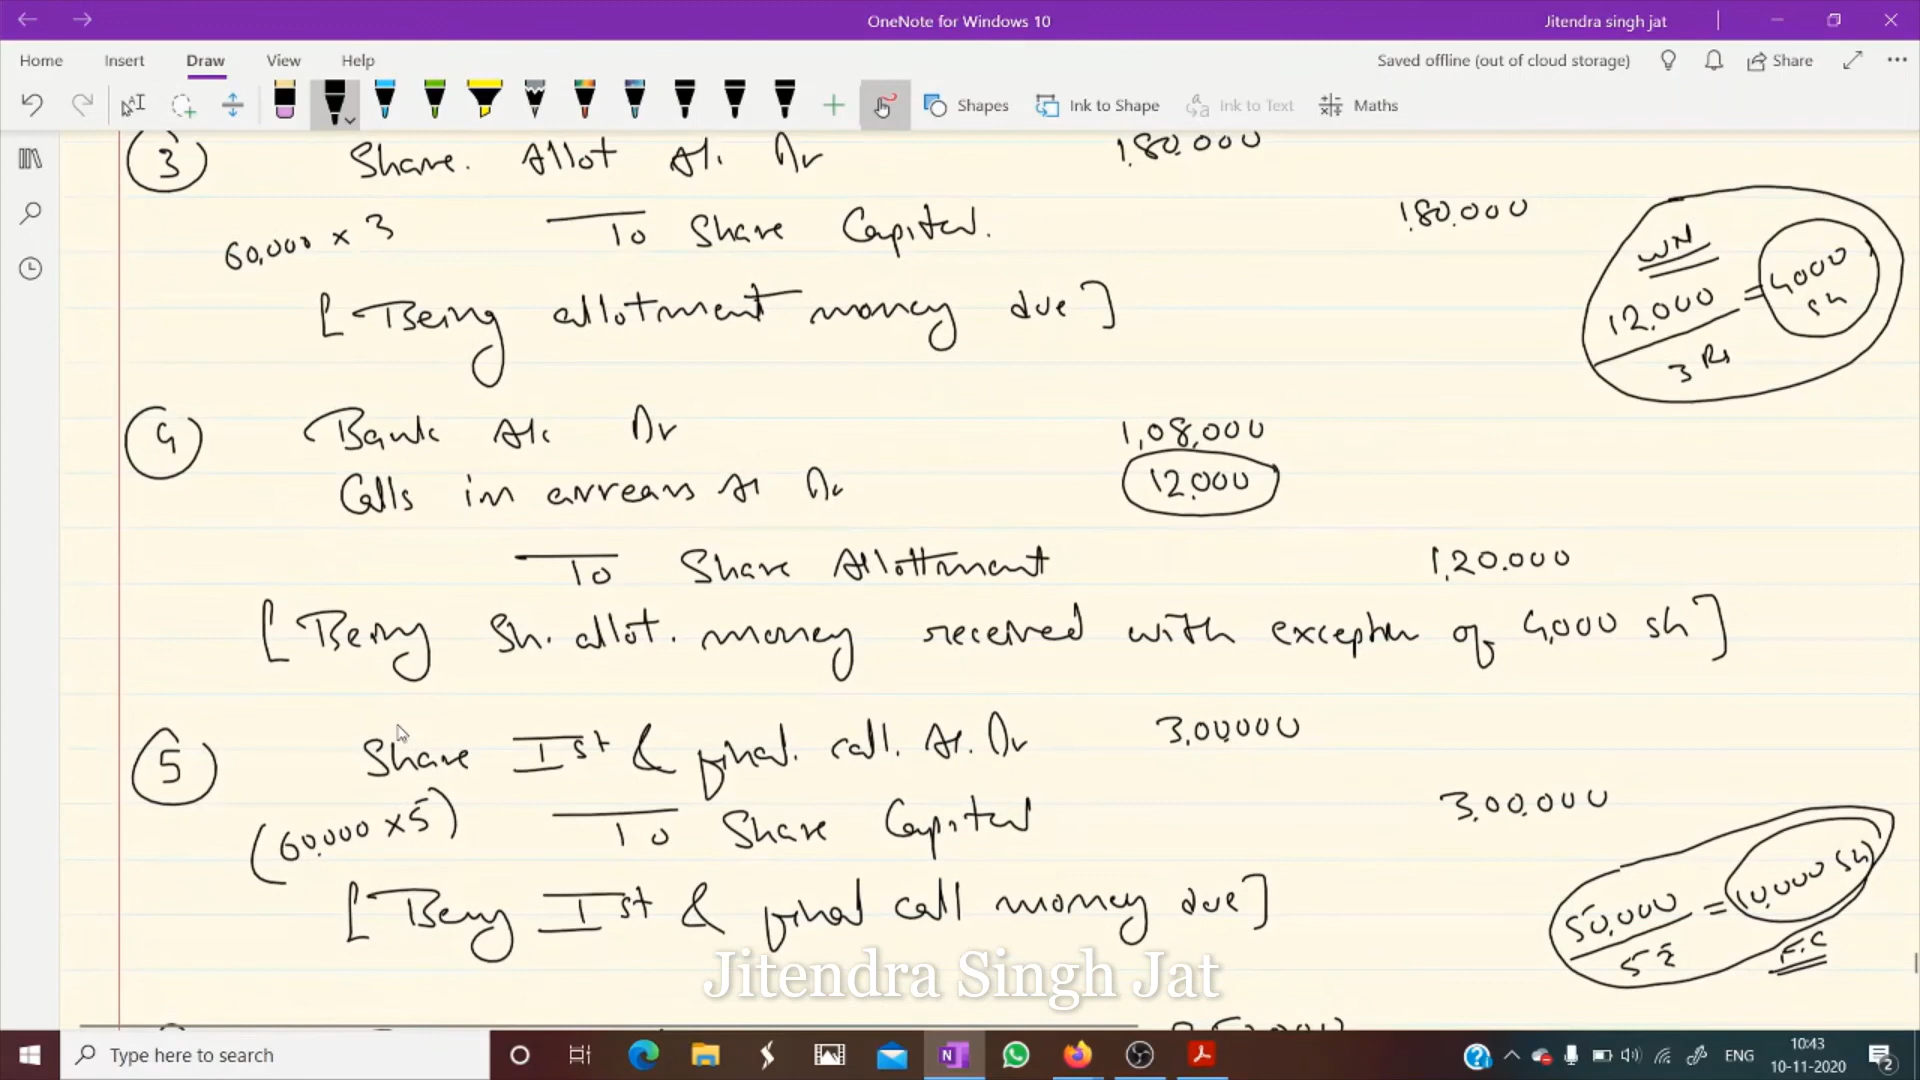 OneNote for Windows 10
Jitendra singh jat
Home Insert Draw View Help
Saved offline (out of cloud storage) Share
Shapes Ink to Shape Ink to Text Maths
3 Share. Allot A/c. Dr 1,80,000
60,000 x 3 To Share Capital. 1,80,000
[Being allotment money due]
WN
12,000 = 4000 sh
3 Rs
4 Bank A/c Dr 1,08,000
Calls in arrears A/c Dr 12,000
To Share Allottment 1,20,000
[Being Sh. allot. money received with exception of 4,000 sh]
5 Share Ist & final. call. A/c. Dr 3,00,000
(60,000 x 5) To Share Capital 3,00,000
[Being Ist & final call money due]
50,000 = 10,000 sh
F.C
Jitendra Singh Jat
Type here to search
ENG
10:43
10-11-2020
2